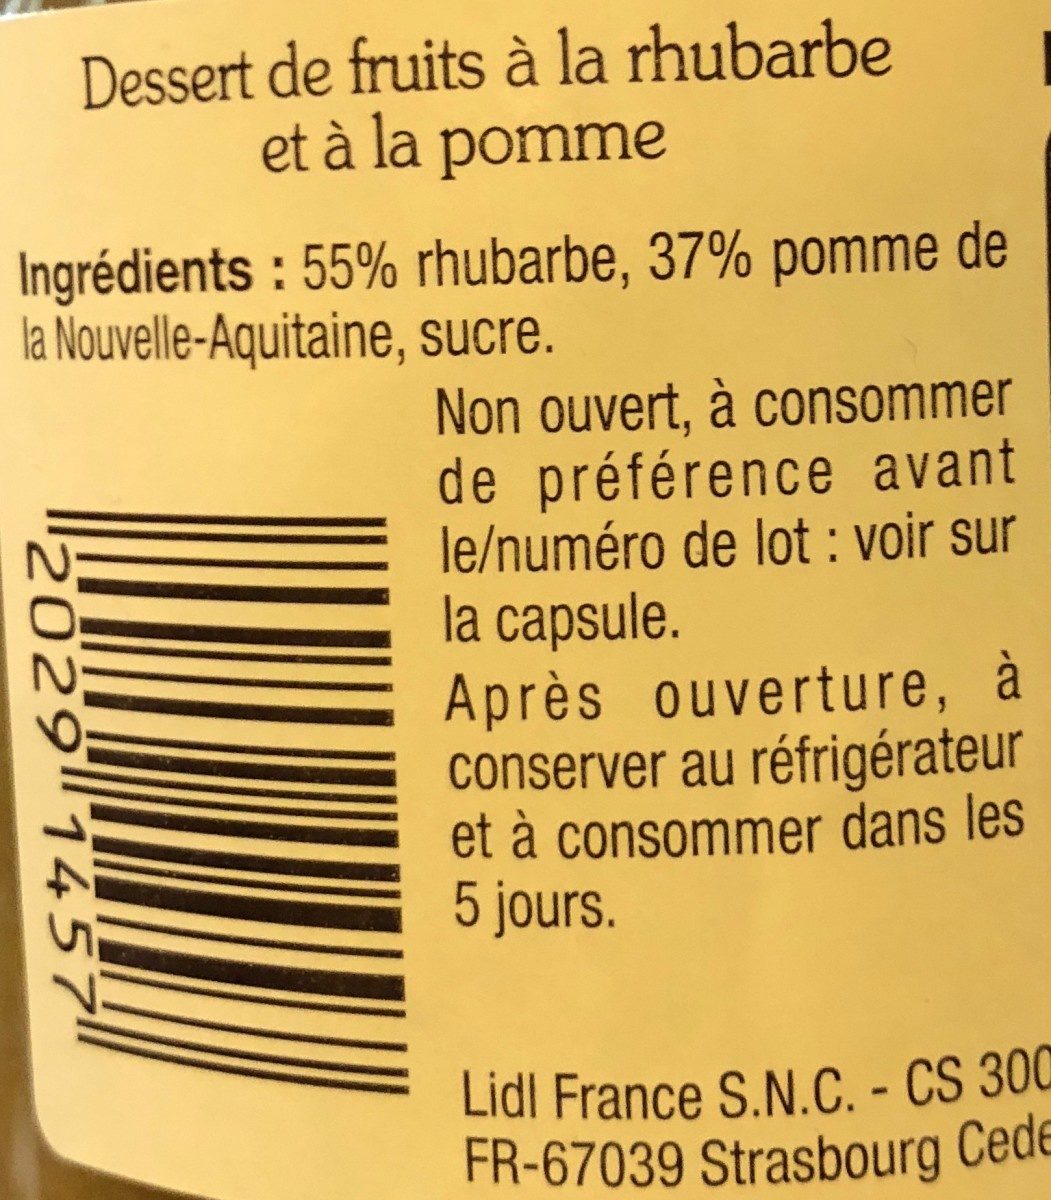 Dessert de fruits à la rhubarbe
et à la pomme
Ingrédients : 55% rhubarbe, 37% pomme de
la Nouvelle-Aquitaine, sucre.
Non ouvert, à consommer
de préférence avant
le/numéro de lot : voir sur
la capsule.
Après ouverture, à
conserver au réfrigérateur
et à consommer dans les
5 jours.
2029 1457
Lidl France S.N.C. - CS
FR-67039 Strasbourg